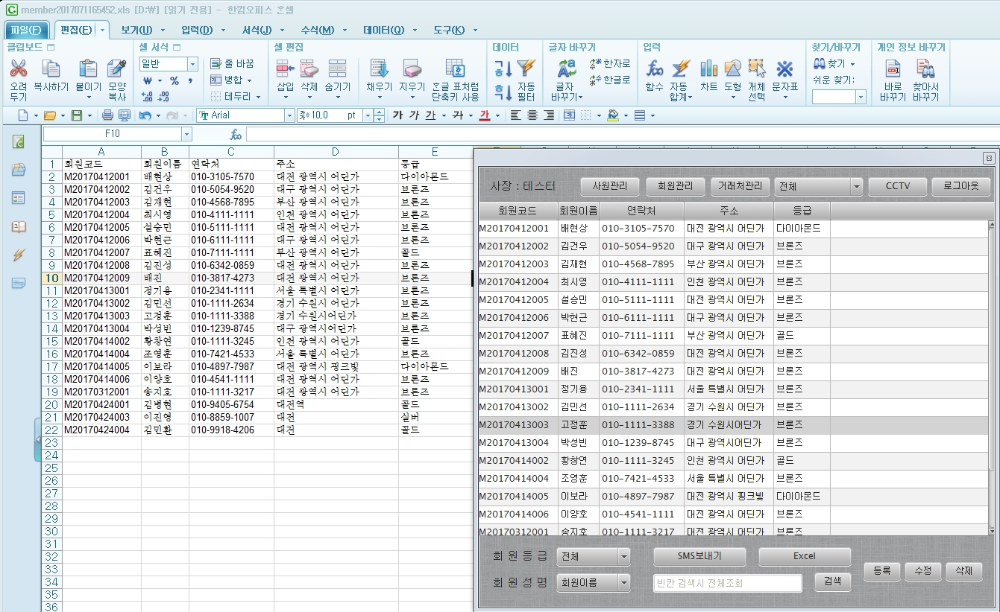 member2017071165452.xls [D:₩] [읽기 전용] - 한컴오피스 한셀
파일(F) 편집(E) 보기(U) 입력(D) 서식(J) 수식(M) 데이터(Q) 도구(K)
클립보드 셀 서식 셀 편집 데이터 글자 바꾸기 입력 찾기/바꾸기 개인 정보 바꾸기
오려 두기 복사하기 붙이기 모양 복사 일반 줄 바꿈 병합 테두리 삽입 삭제 숨기기 채우기 지우기 한글 표처럼 단축키 사용 자동 필터 글자 바꾸기 한자로 한글로 함수 자동 합계 차트 도형 개체 선택 문자표 찾기 쉬운 찾기: 바로 바꾸기 찾아서 바꾸기
Arial 10,0 pt 가 가 가 가 가
F10
A B C D E
1 회원코드 회원이름 연락처 주소 등급
2 M20170412001 배현상 010-3105-7570 대전 광역시 어딘가 다이아몬드
3 M20170412002 김건우 010-5054-9520 대구 광역시 어딘가 브론즈
4 M20170412003 김재현 010-4568-7895 부산 광역시 어딘가 브론즈
5 M20170412004 최시영 010-4111-1111 인천 광역시 어딘가 브론즈
6 M20170412005 설승민 010-5111-1111 대전 광역시 어딘가 브론즈
7 M20170412006 박현근 010-6111-1111 대구 광역시 어딘가 브론즈
8 M20170412007 표혜진 010-7111-1111 부산 광역시 어딘가 골드
9 M20170412008 김진성 010-6342-0859 대전 광역시 어딘가 브론즈
10 M20170412009 배진 010-3817-4273 대전 광역시 어딘가 브론즈
11 M20170413001 정기용 010-2341-1111 서울 특별시 어딘가 브론즈
12 M20170413002 김민선 010-1111-2634 경기 수원시 어딘가 브론즈
13 M20170413003 고정훈 010-1111-3388 경기 수원시어딘가 브론즈
14 M20170413004 박성빈 010-1239-8745 대구 광역시어딘가 브론즈
15 M20170414002 황창연 010-1111-3245 인천 광역시 어딘가 골드
16 M20170414004 조영훈 010-7421-4533 서울 특별시 어딘가 브론즈
17 M20170414005 이보라 010-4897-7987 대전 광역시 핑크빛 다이아몬드
18 M20170414006 이양호 010-4541-1111 대전 광역시 어딘가 브론즈
19 M20170312001 송지호 010-1111-3217 대전 광역시 어딘가 브론즈
20 M20170424001 김병현 010-9405-6754 대전역 골드
21 M20170424003 이진영 010-8859-1007 대전 실버
22 M20170424004 김민환 010-9918-4206 대전 골드
23
24
25
26
27
28
29
30
31
32
33
34
35
36
사장 : 테스터 사원관리 회원관리 거래처관리 전체 CCTV 로그아웃
회원코드 회원이름 연락처 주소 등급
M20170412001 배현상 010-3105-7570 대전 광역시 어딘가 다이아몬드
M20170412002 김건우 010-5054-9520 대구 광역시 어딘가 브론즈
M20170412003 김재현 010-4568-7895 부산 광역시 어딘가 브론즈
M20170412004 최시영 010-4111-1111 인천 광역시 어딘가 브론즈
M20170412005 설승민 010-5111-1111 대전 광역시 어딘가 브론즈
M20170412006 박현근 010-6111-1111 대구 광역시 어딘가 브론즈
M20170412007 표혜진 010-7111-1111 부산 광역시 어딘가 골드
M20170412008 김진성 010-6342-0859 대전 광역시 어딘가 브론즈
M20170412009 배진 010-3817-4273 대전 광역시 어딘가 브론즈
M20170413001 정기용 010-2341-1111 서울 특별시 어딘가 브론즈
M20170413002 김민선 010-1111-2634 경기 수원시 어딘가 브론즈
M20170413003 고정훈 010-1111-3388 경기 수원시어딘가 브론즈
M20170413004 박성빈 010-1239-8745 대구 광역시어딘가 브론즈
M20170414002 황창연 010-1111-3245 인천 광역시 어딘가 골드
M20170414004 조영훈 010-7421-4533 서울 특별시 어딘가 브론즈
M20170414005 이보라 010-4897-7987 대전 광역시 핑크빛 다이아몬드
M20170414006 이양호 010-4541-1111 대전 광역시 어딘가 브론즈
M20170312001 송지호 010-1111-3217 대전 광역시 어딘가 브론즈
회 원 등 급 전체 SMS보내기 Excel
등록 수정 삭제
회 원 성 명 회원이름 빈칸 검색시 전체조회 검색